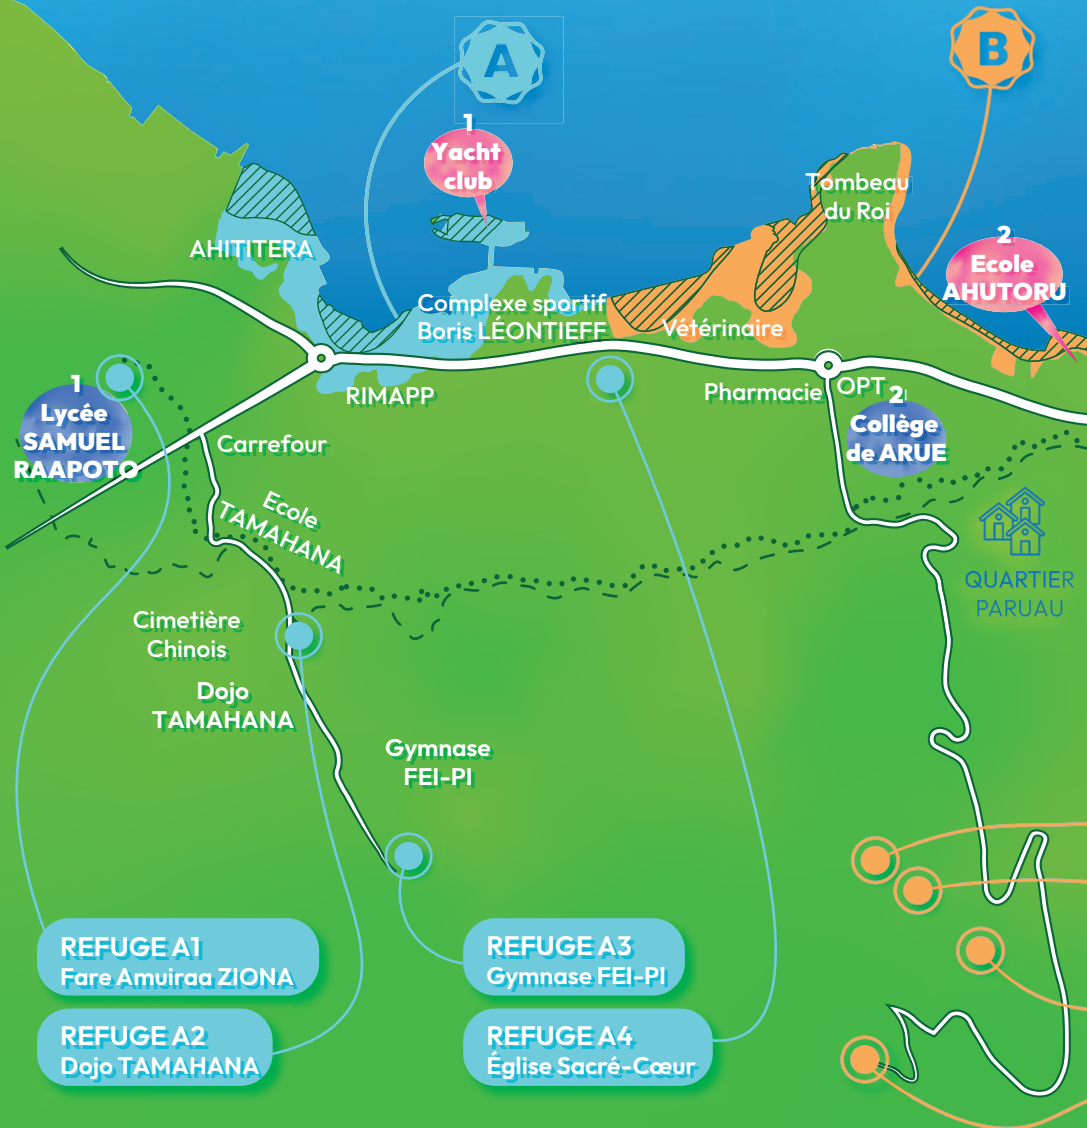 A
B
1
Yacht
club
Tombeau
du Roi
AHITITERA
2
Ecole
AHUTORU
Complexe sportif
Boris LÉONTIEFF
Vétérinaire
RIMAPP
Pharmacie
OPT
1
Lycée
SAMUEL
RAAPOTO
2
Collège
de ARUE
Carrefour
Ecole
TAMAHANA
QUARTIER
PARUAU
Cimetière
Chinois
Dojo
TAMAHANA
Gymnase
FEI-PI
REFUGE A1
Fare Amuiraa ZIONA
REFUGE A2
Dojo TAMAHANA
REFUGE A3
Gymnase FEI-PI
REFUGE A4
Église Sacré-Cœur